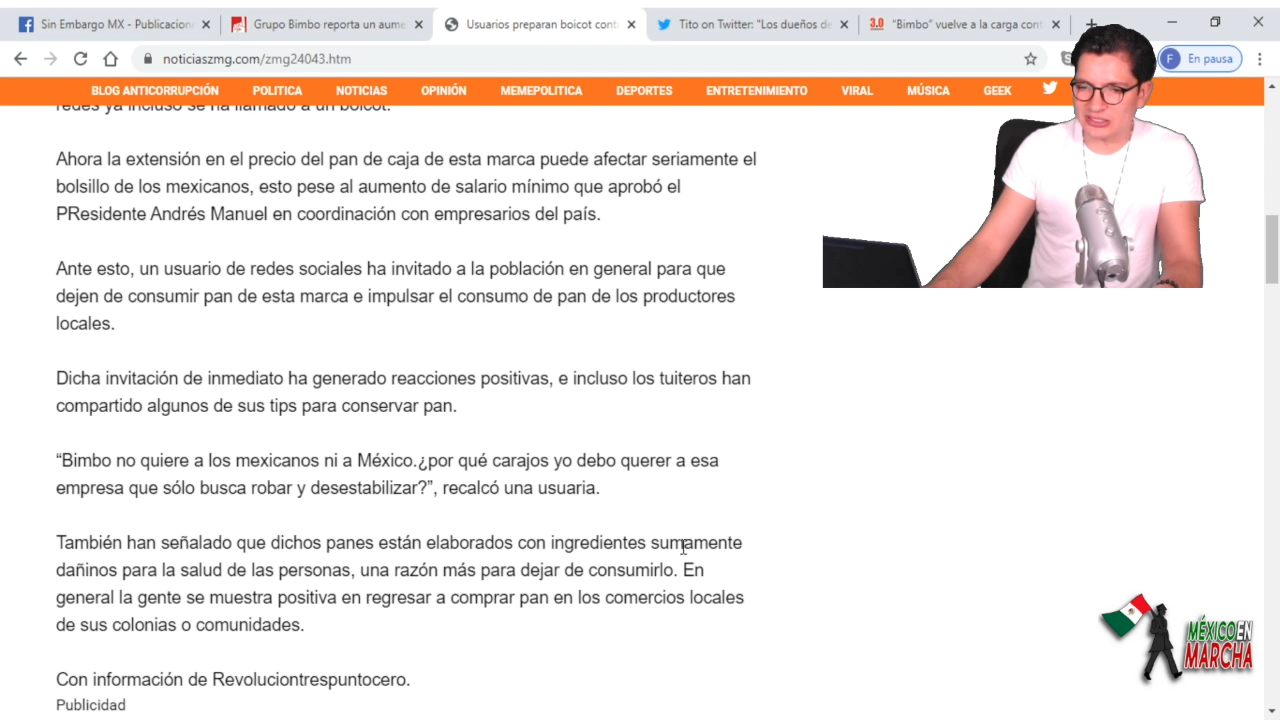 Sin Embargo MX - Publicacion
Grupo Bimbo reporta un aume
Usuarios preparan boicot cont
Tito on Twitter: "Los dueños de
3.0 "Bimbo" vuelve a la carga cont
noticiaszmg.com/zmg24043.htm
F En pausa
BLOG ANTICORRUPCIÓN POLITICA NOTICIAS OPINIÓN MEMEPOLITICA DEPORTES ENTRETENIMIENTO VIRAL MÚSICA GEEK
redes ya incluso se ha llamado a un boicot.
Ahora la extensión en el precio del pan de caja de esta marca puede afectar seriamente el
bolsillo de los mexicanos, esto pese al aumento de salario mínimo que aprobó el
PResidente Andrés Manuel en coordinación con empresarios del país.
Ante esto, un usuario de redes sociales ha invitado a la población en general para que
dejen de consumir pan de esta marca e impulsar el consumo de pan de los productores
locales.
Dicha invitación de inmediato ha generado reacciones positivas, e incluso los tuiteros han
compartido algunos de sus tips para conservar pan.
“Bimbo no quiere a los mexicanos ni a México.¿por qué carajos yo debo querer a esa
empresa que sólo busca robar y desestabilizar?”, recalcó una usuaria.
También han señalado que dichos panes están elaborados con ingredientes sumamente
dañinos para la salud de las personas, una razón más para dejar de consumirlo. En
general la gente se muestra positiva en regresar a comprar pan en los comercios locales
de sus colonias o comunidades.
Con información de Revoluciontrespuntocero.
Publicidad
MÉXICO EN
MARCHA